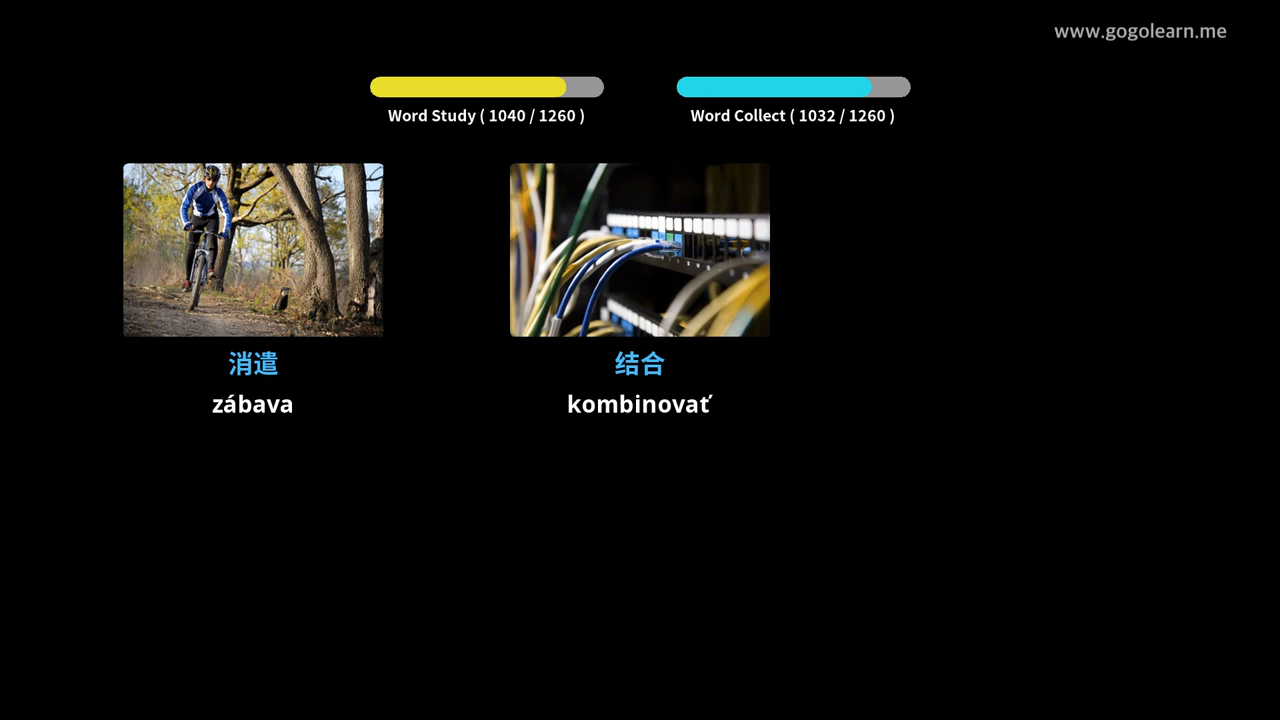 www.gogolearn.me
Word Study ( 1040 / 1260 )
Word Collect ( 1032 / 1260 )
消遣
zábava
结合
kombinovať